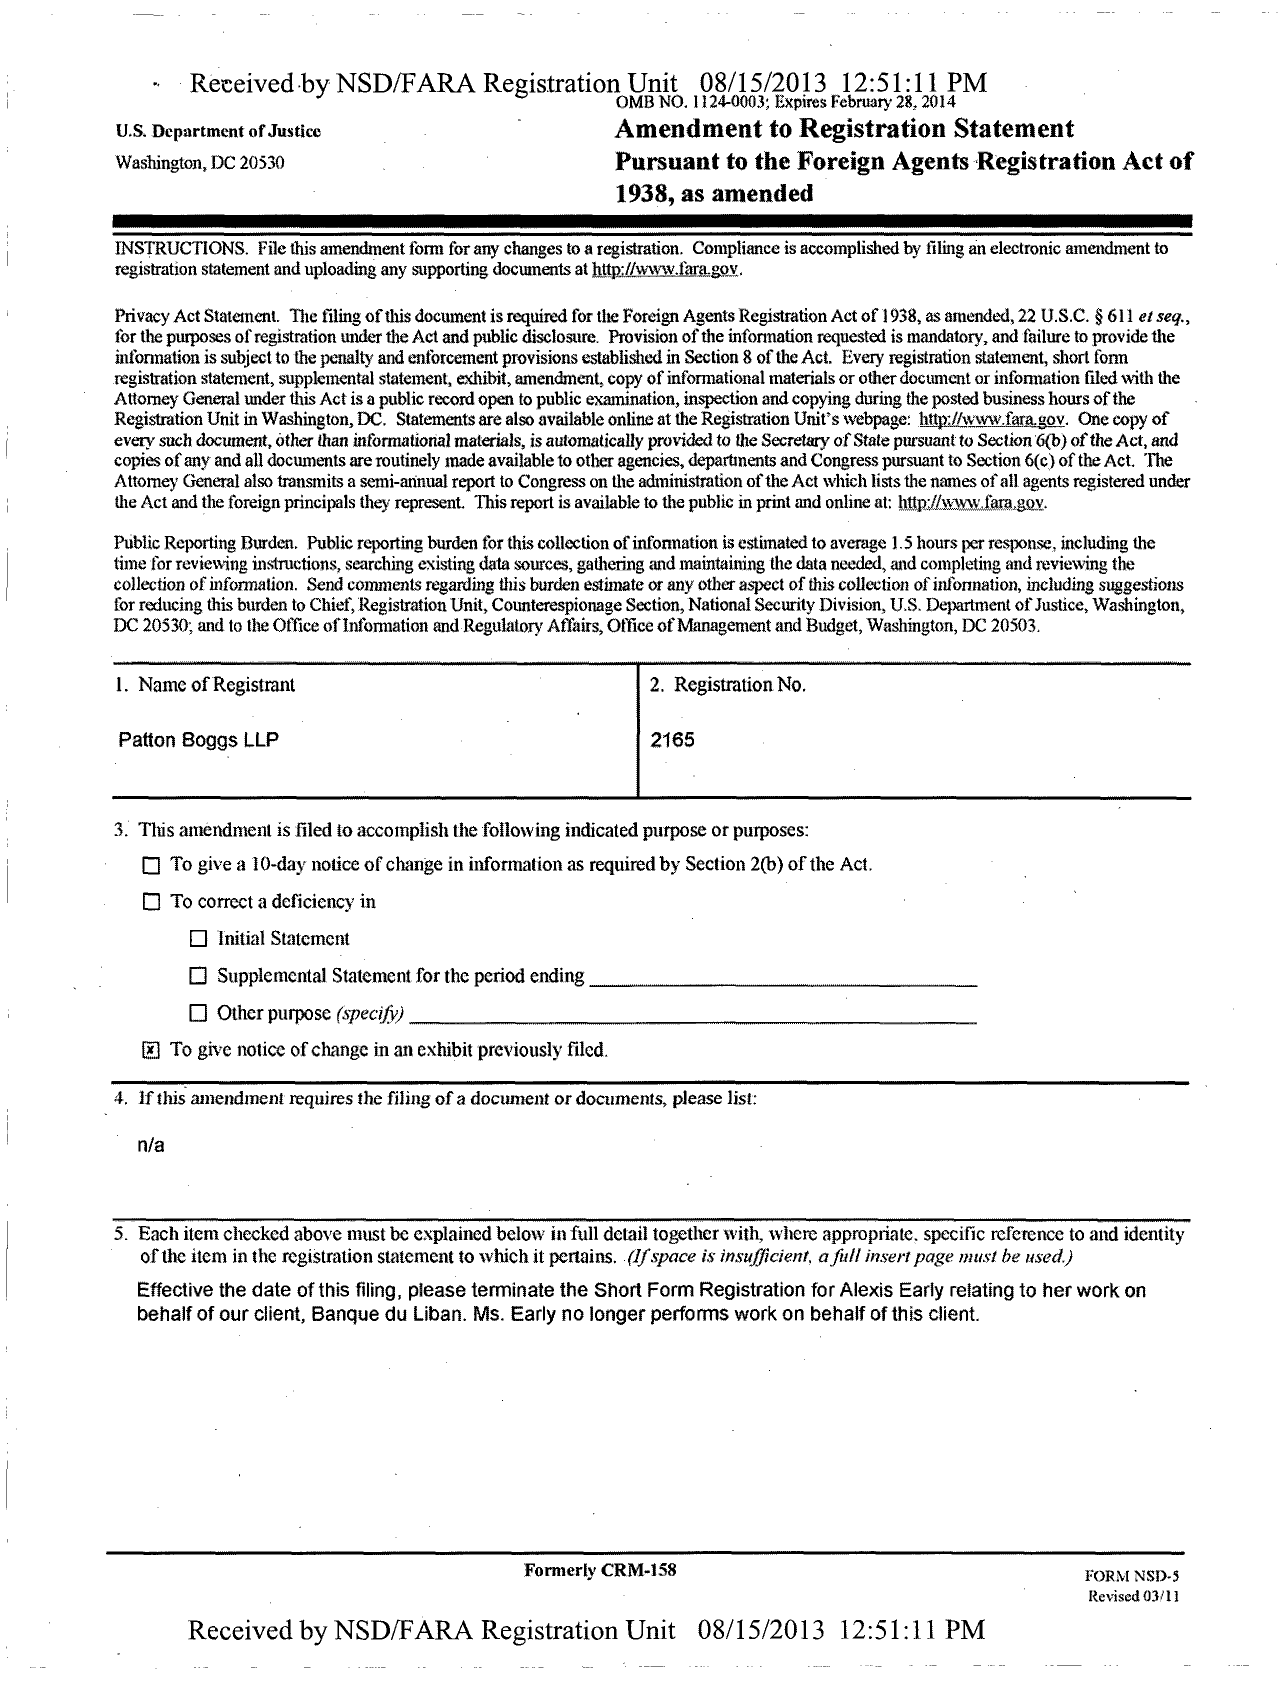 Received by NSD/FARA Registration Unit 08/15/2013 12:51:11 PM
OMB NO. 1124-0003; Expires February 28, 2014
U.S. Department of Justice
Washington, DC 20530
Amendment to Registration Statement
Pursuant to the Foreign Agents Registration Act of
1938, as amended
INSTRUCTIONS. File this amendment form for any changes to a registration. Compliance is accomplished by filing an electronic amendment to
registration statement and uploading any supporting documents at http://www.fara.gov.
Privacy Act Statement. The filing of this document is required for the Foreign Agents Registration Act of 1938, as amended, 22 U.S.C. § 611 et seq.,
for the purposes of registration under the Act and public disclosure. Provision of the information requested is mandatory, and failure to provide the
information is subject to the penalty and enforcement provisions established in Section 8 of the Act. Every registration statement, short form
registration statement, supplemental statement, exhibit, amendment, copy of informational materials or other document or information filed with the
Attorney General under this Act is a public record open to public examination, inspection and copying during the posted business hours of the
Registration Unit in Washington, DC. Statements are also available online at the Registration Unit's webpage: http://www.fara.gov. One copy of
every such document, other than informational materials, is automatically provided to the Secretary of State pursuant to Section 6(b) of the Act, and
copies of any and all documents are routinely made available to other agencies, departments and Congress pursuant to Section 6(c) of the Act. The
Attorney General also transmits a semi-annual report to Congress on the administration of the Act which lists the names of all agents registered under
the Act and the foreign principals they represent. This report is available to the public in print and online at: http://www.fara.gov.
Public Reporting Burden. Public reporting burden for this collection of information is estimated to average 1.5 hours per response, including the
time for reviewing instructions, searching existing data sources, gathering and maintaining the data needed, and completing and reviewing the
collection of information. Send comments regarding this burden estimate or any other aspect of this collection of information, including suggestions
for reducing this burden to Chief, Registration Unit, Counterespionage Section, National Security Division, U.S. Department of Justice, Washington,
DC 20530; and to the Office of Information and Regulatory Affairs, Office of Management and Budget, Washington, DC 20503.
1. Name of Registrant
Patton Boggs LLP
2. Registration No.
2165
3. This amendment is filed to accomplish the following indicated purpose or purposes:
☐ To give a 10-day notice of change in information as required by Section 2(b) of the Act.
☐ To correct a deficiency in
☐ Initial Statement
☐ Supplemental Statement for the period ending
☐ Other purpose (specify)
☒ To give notice of change in an exhibit previously filed.
4. If this amendment requires the filing of a document or documents, please list:
n/a
5. Each item checked above must be explained below in full detail together with, where appropriate, specific reference to and identity
of the item in the registration statement to which it pertains. (If space is insufficient, a full insert page must be used.)
Effective the date of this filing, please terminate the Short Form Registration for Alexis Early relating to her work on
behalf of our client, Banque du Liban. Ms. Early no longer performs work on behalf of this client.
Formerly CRM-158
FORM NSD-5
Revised 03/11
Received by NSD/FARA Registration Unit 08/15/2013 12:51:11 PM